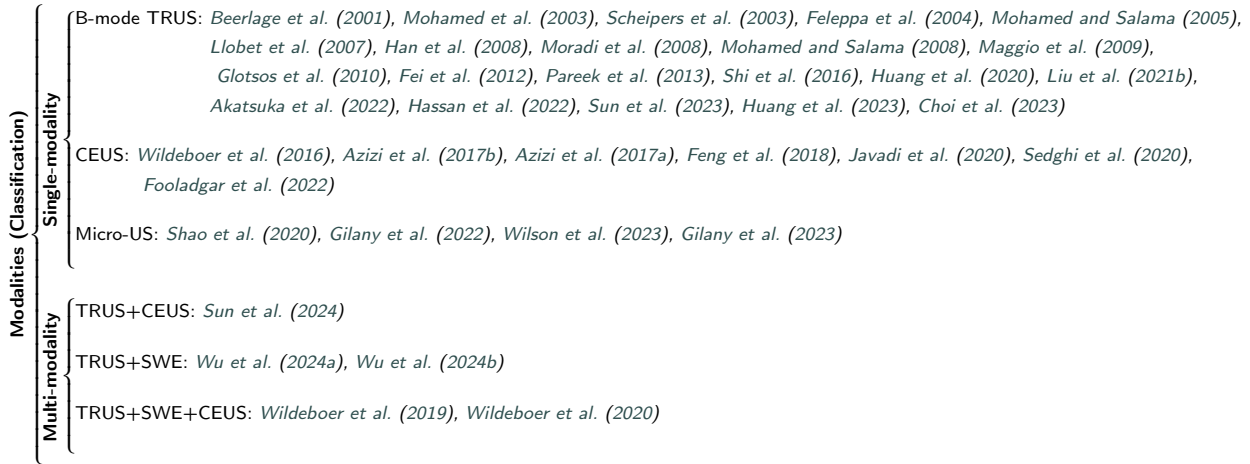 Modalities (Classification)
Single-modality
B-mode TRUS: Beerlage et al. (2001), Mohamed et al. (2003), Scheipers et al. (2003), Feleppa et al. (2004), Mohamed and Salama (2005),
Llobet et al. (2007), Han et al. (2008), Moradi et al. (2008), Mohamed and Salama (2008), Maggio et al. (2009),
Glotsos et al. (2010), Fei et al. (2012), Pareek et al. (2013), Shi et al. (2016), Huang et al. (2020), Liu et al. (2021b),
Akatsuka et al. (2022), Hassan et al. (2022), Sun et al. (2023), Huang et al. (2023), Choi et al. (2023)
CEUS: Wildeboer et al. (2016), Azizi et al. (2017b), Azizi et al. (2017a), Feng et al. (2018), Javadi et al. (2020), Sedghi et al. (2020),
Fooladgar et al. (2022)
Micro-US: Shao et al. (2020), Gilany et al. (2022), Wilson et al. (2023), Gilany et al. (2023)
Multi-modality
TRUS+CEUS: Sun et al. (2024)
TRUS+SWE: Wu et al. (2024a), Wu et al. (2024b)
TRUS+SWE+CEUS: Wildeboer et al. (2019), Wildeboer et al. (2020)